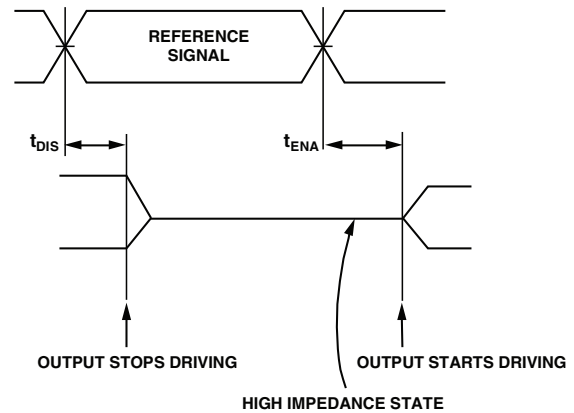 REFERENCE
SIGNAL
tDIS
tENA
OUTPUT STOPS DRIVING
OUTPUT STARTS DRIVING
HIGH IMPEDANCE STATE